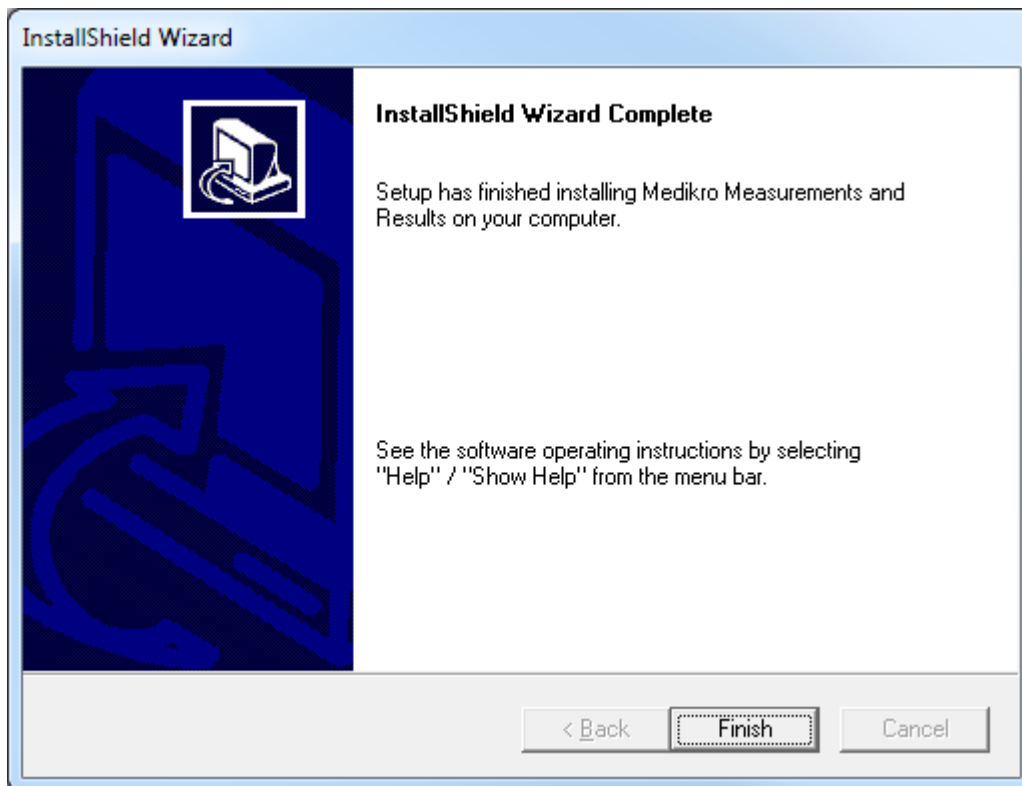 InstallShield Wizard
InstallShield Wizard Complete
Setup has finished installing Medikro Measurements and
Results on your computer.
See the software operating instructions by selecting
"Help" / "Show Help" from the menu bar.
< Back
Finish
Cancel